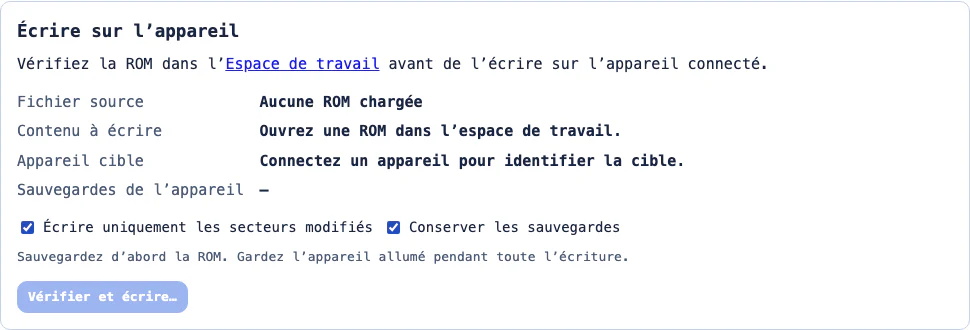 Écrire sur l’appareil
Vérifiez la ROM dans l’Espace de travail avant de l’écrire sur l’appareil connecté.
Fichier source Aucune ROM chargée
Contenu à écrire Ouvrez une ROM dans l’espace de travail.
Appareil cible Connectez un appareil pour identifier la cible.
Sauvegardes de l’appareil —
Écrire uniquement les secteurs modifiés Conserver les sauvegardes
Sauvegardez d’abord la ROM. Gardez l’appareil allumé pendant toute l’écriture.
Vérifier et écrire…